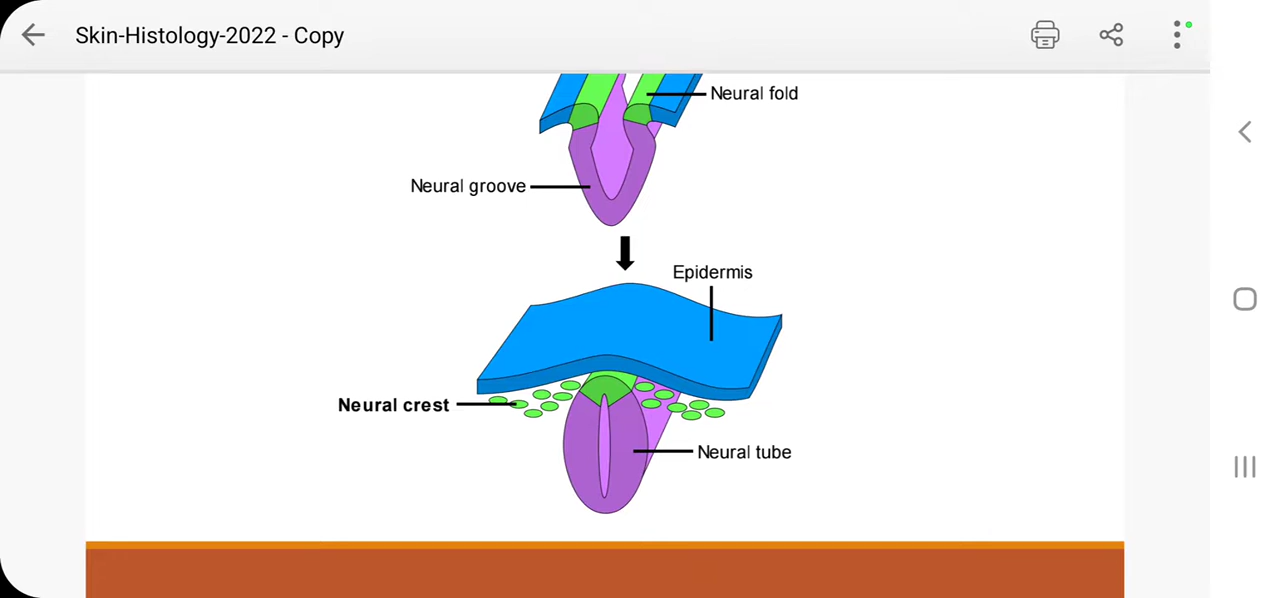 Skin-Histology-2022 - Copy
Neural fold
Neural groove
Epidermis
Neural crest
Neural tube